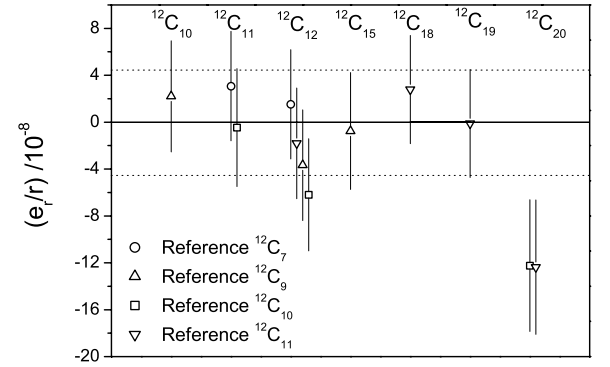 ¹²C₁₀ ¹²C₁₁ ¹²C₁₂ ¹²C₁₅ ¹²C₁₈ ¹²C₁₉ ¹²C₂₀
8
4
0
-4
-8
-12
-16
-20
(eᵣ/r) /10⁻⁸
Reference ¹²C₇
Reference ¹²C₉
Reference ¹²C₁₀
Reference ¹²C₁₁